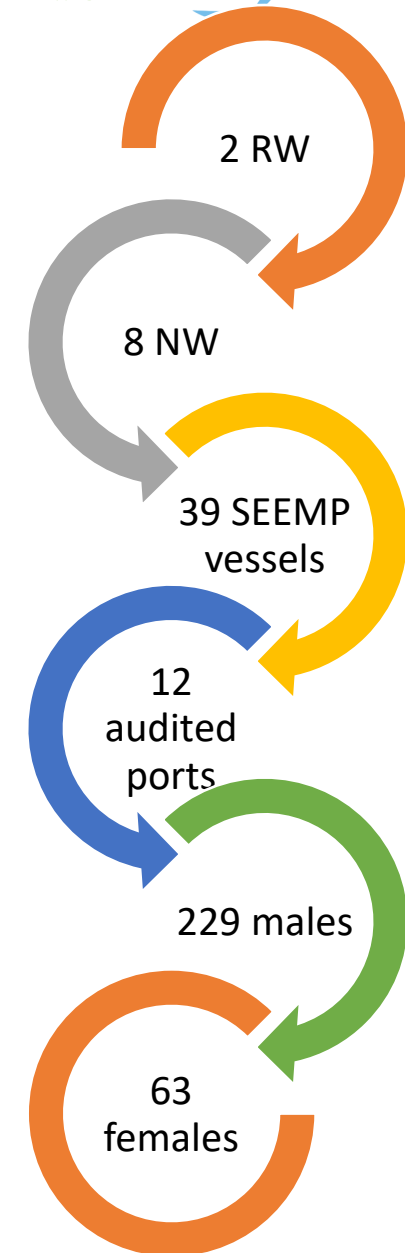 2 RW
8 NW
39 SEEMP
vessels
12
audited
ports
229 males
63
females